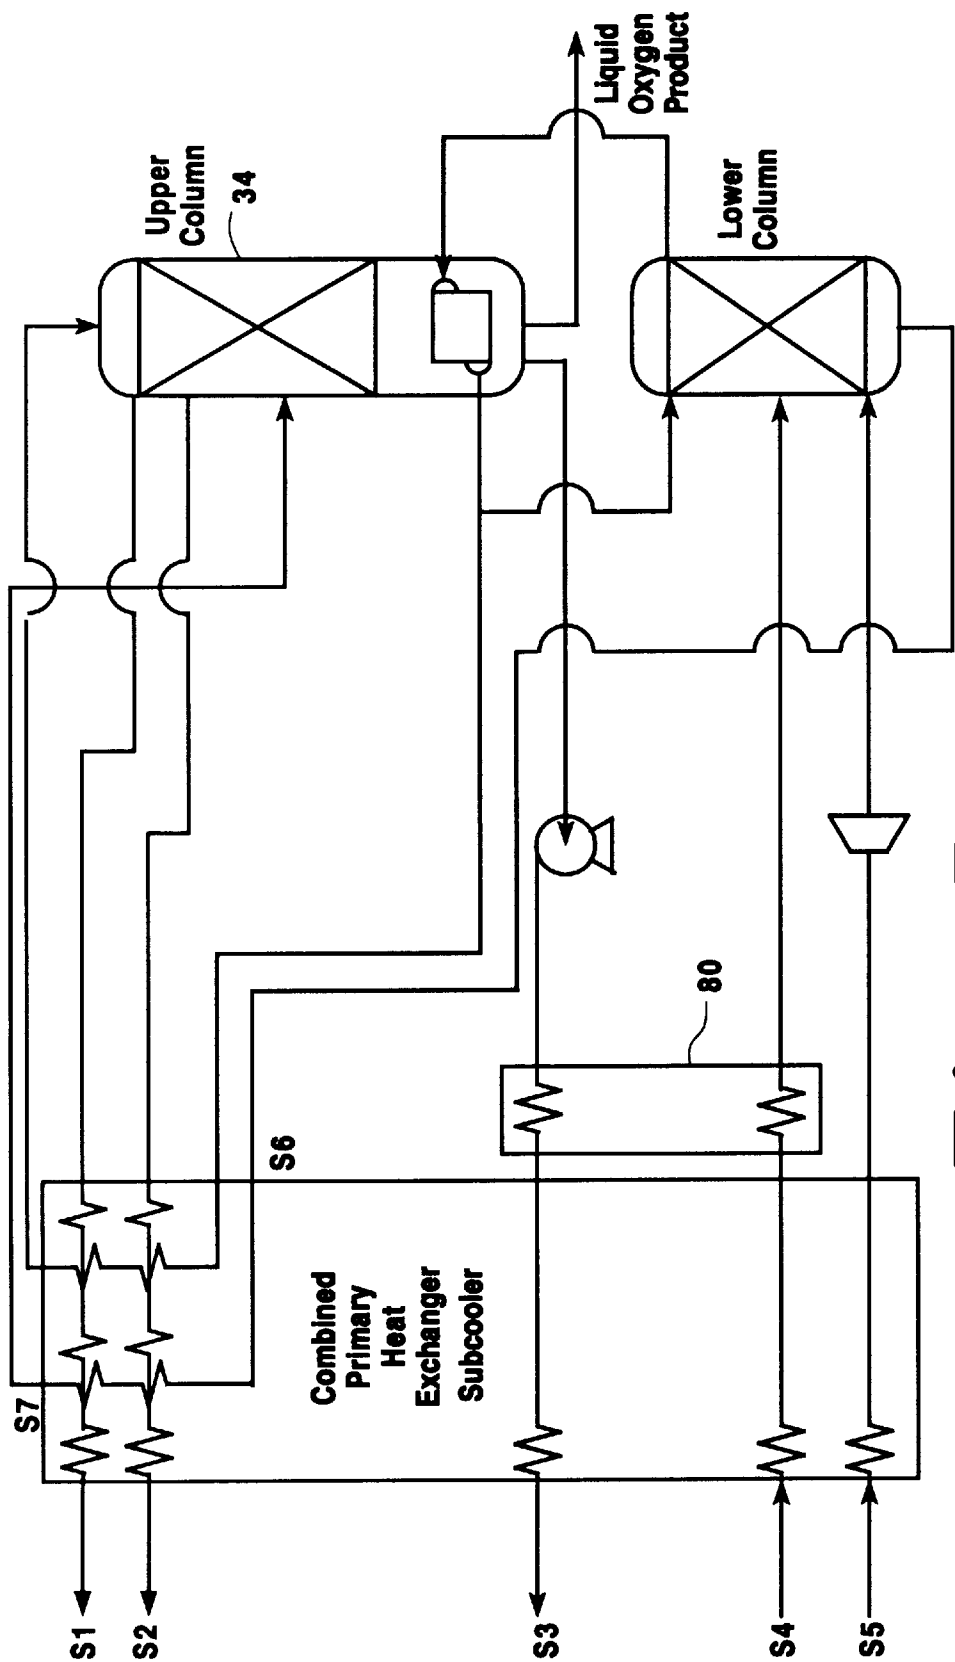 Upper
Column
34
Liquid
Oxygen
Product
Lower
Column
80
S6
S7
Combined
Primary
Heat
Exchanger
Subcooler
S1
S2
S3
S4
S5